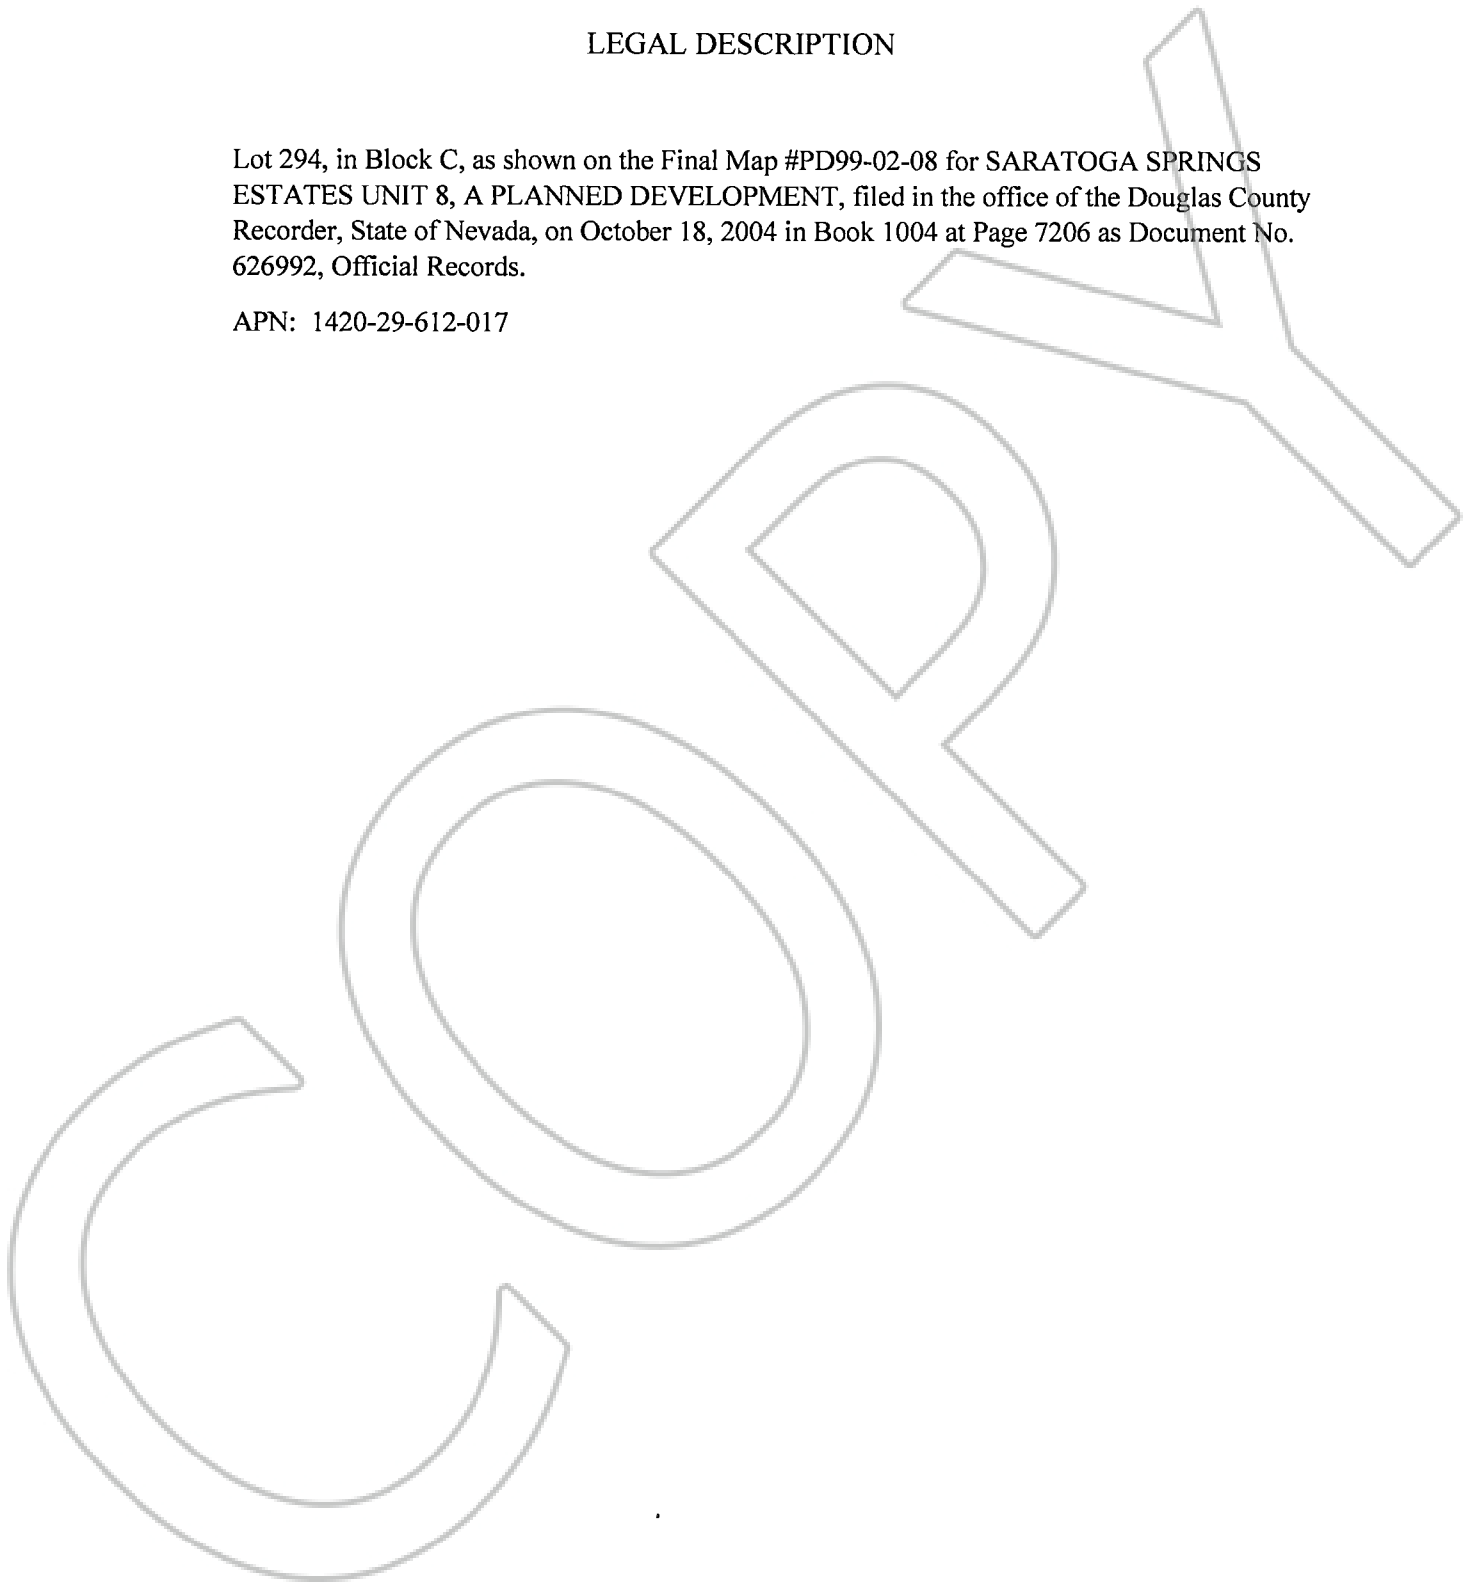 LEGAL DESCRIPTION
Lot 294, in Block C, as shown on the Final Map #PD99-02-08 for SARATOGA SPRINGS
ESTATES UNIT 8, A PLANNED DEVELOPMENT, filed in the office of the Douglas County
Recorder, State of Nevada, on October 18, 2004 in Book 1004 at Page 7206 as Document No.
626992, Official Records.
APN: 1420-29-612-017
COPY